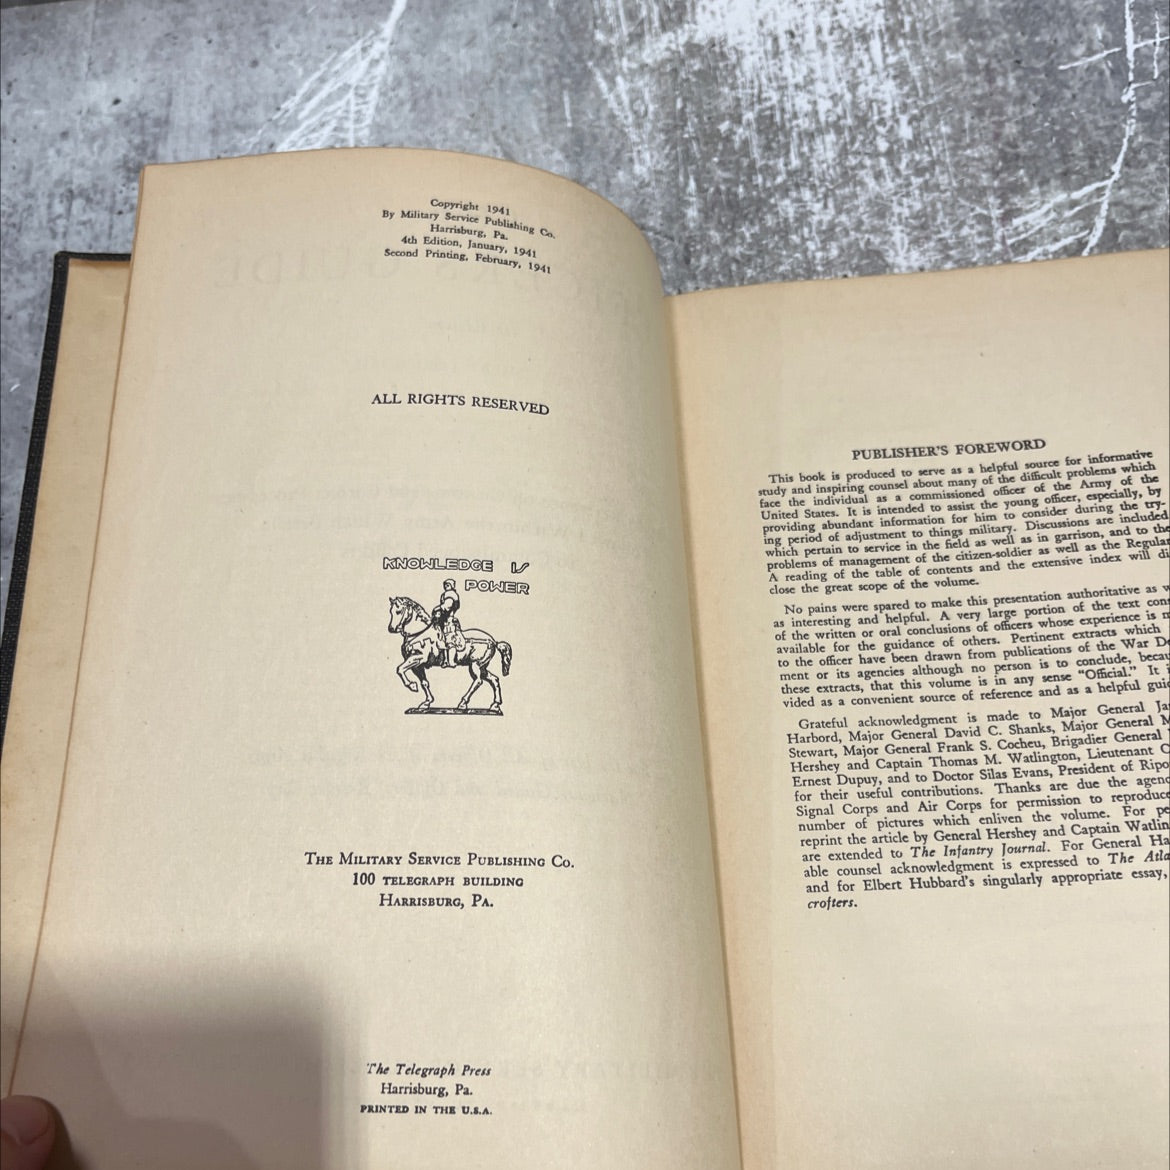 Copyright 1941
By Military Service Publishing Co.
Harrisburg, Pa.
4th Edition, January, 1941
Second Printing, February, 1941
ALL RIGHTS RESERVED
KNOWLEDGE IS
POWER
THE MILITARY SERVICE PUBLISHING CO.
100 TELEGRAPH BUILDING
HARRISBURG, PA.
The Telegraph Press
Harrisburg, Pa.
PRINTED IN THE U.S.A.
PUBLISHER'S FOREWORD
This book is produced to serve as a helpful source for informative
study and inspiring counsel about many of the difficult problems which
face the individual as a commissioned officer of the Army of the
United States. It is intended to assist the young officer, especially, by
providing abundant information for him to consider during the try-
ing period of adjustment to things military. Discussions are included
which pertain to service in the field as well as in garrison, and to the
problems of management of the citizen-soldier as well as the Regular
A reading of the table of contents and the extensive index will di
close the great scope of the volume.
No pains were spared to make this presentation authoritative as w
as interesting and helpful. A very large portion of the text cons
of the written or oral conclusions of officers whose experience is m
available for the guidance of others. Pertinent extracts which
to the officer have been drawn from publications of the War De
ment or its agencies although no person is to conclude, becau
these extracts, that this volume is in any sense "Official." It i
vided as a convenient source of reference and as a helpful guid
Grateful acknowledgment is made to Major General Ja
Harbord, Major General David C. Shanks, Major General M
Stewart, Major General Frank S. Cocheu, Brigadier General
Hershey and Captain Thomas M. Watlington, Lieutenant C
Ernest Dupuy, and to Doctor Silas Evans, President of Ripo
for their useful contributions. Thanks are due the agenc
Signal Corps and Air Corps for permission to reproduce
number of pictures which enliven the volume. For pe
reprint the article by General Hershey and Captain Watlin
are extended to The Infantry Journal. For General Ha
able counsel acknowledgment is expressed to The Atla
and for Elbert Hubbard's singularly appropriate essay,
crofters.